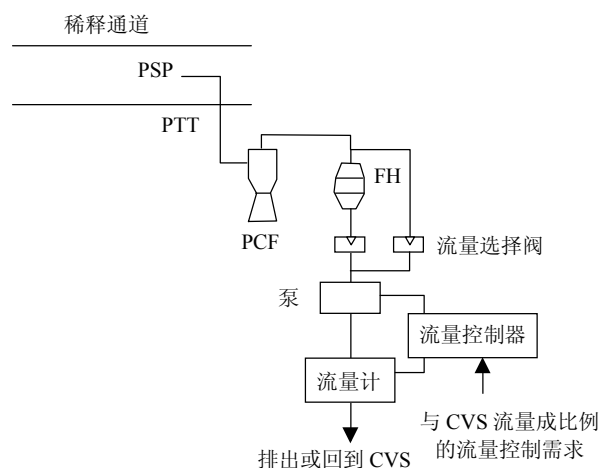 稀释通道
PSP
PTT
FH
PCF
流量选择阀
泵
流量控制器
流量计
与 CVS 流量成比例
的流量控制需求
排出或回到 CVS